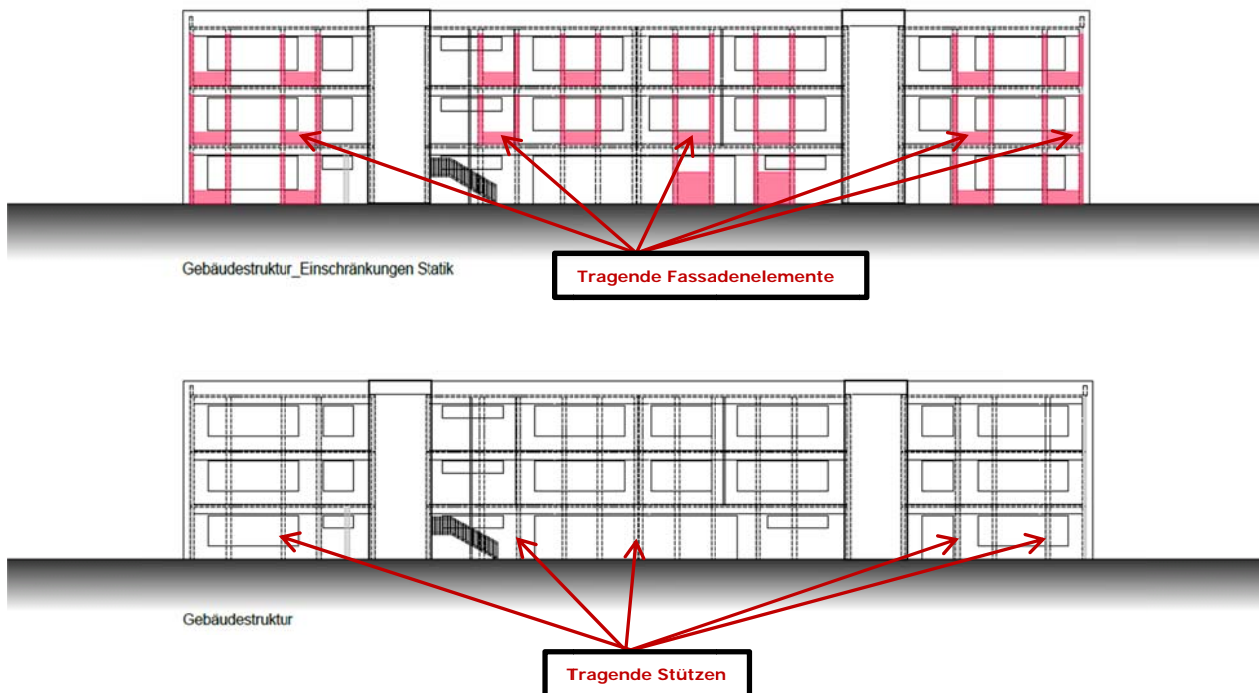 Gebäudestruktur_Einschränkungen Statik
Tragende Fassadenelemente
Gebäudestruktur
Tragende Stützen